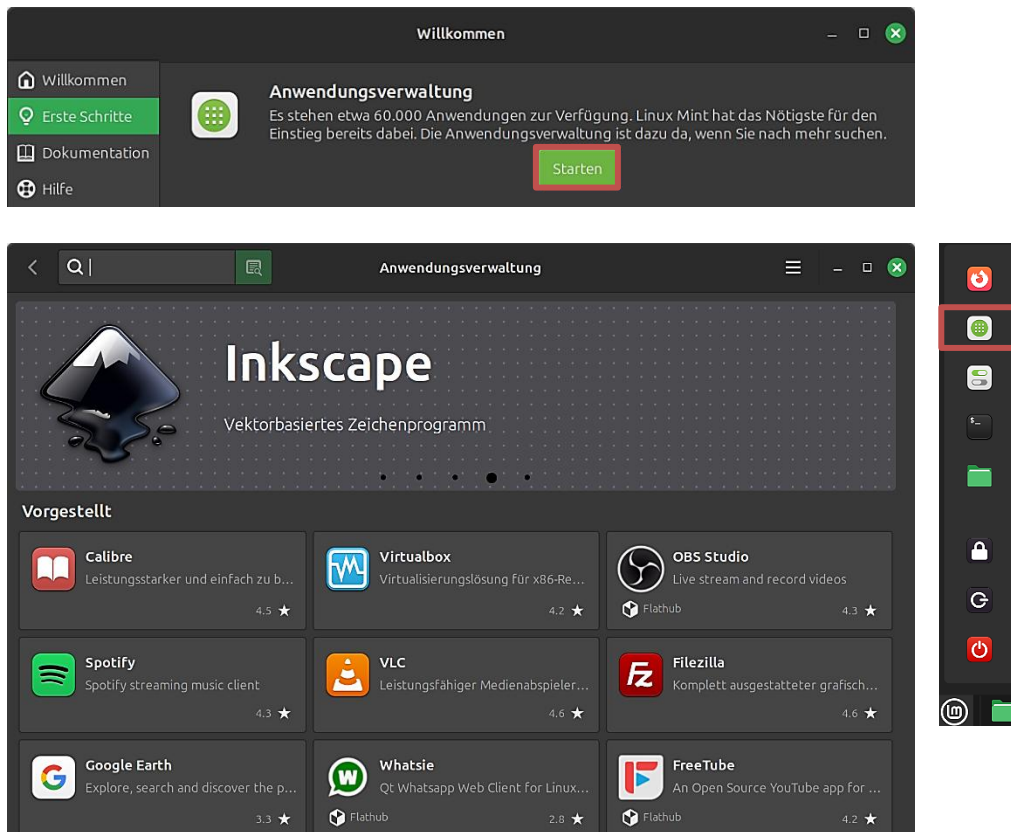 Willkommen
Willkommen
Erste Schritte
Dokumentation
Hilfe
Anwendungsverwaltung
Es stehen etwa 60.000 Anwendungen zur Verfügung. Linux Mint hat das Nötigste für den
Einstieg bereits dabei. Die Anwendungsverwaltung ist dazu da, wenn Sie nach mehr suchen.
Starten
Anwendungsverwaltung
Inkscape
Vektorbasiertes Zeichenprogramm
Vorgestellt
Calibre
Leistungsstarker und einfach zu b...
4.5 ★
Virtualbox
Virtualisierungslösung für x86-Re...
4.2 ★
OBS Studio
Live stream and record videos
Flathub
4.3 ★
Spotify
Spotify streaming music client
4.3 ★
VLC
Leistungsfähiger Medienabspieler...
4.6 ★
Filezilla
Komplett ausgestatteter grafisch...
4.6 ★
Google Earth
Explore, search and discover the p...
3.3 ★
Whatsie
Qt Whatsapp Web Client for Linux...
Flathub
2.8 ★
FreeTube
An Open Source YouTube app for ...
Flathub
4.2 ★